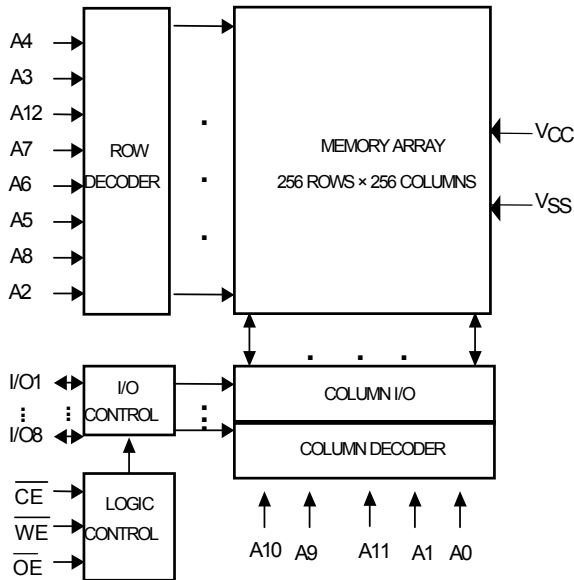 A4
A3
A12
A7
A6
A5
A8
A2
ROW
DECODER
MEMORY ARRAY
256 ROWS × 256 COLUMNS
VCC
VSS
I/O1
I/O8
I/O
CONTROL
COLUMN I/O
COLUMN DECODER
CE
WE
OE
LOGIC
CONTROL
A10
A9
A11
A1
A0